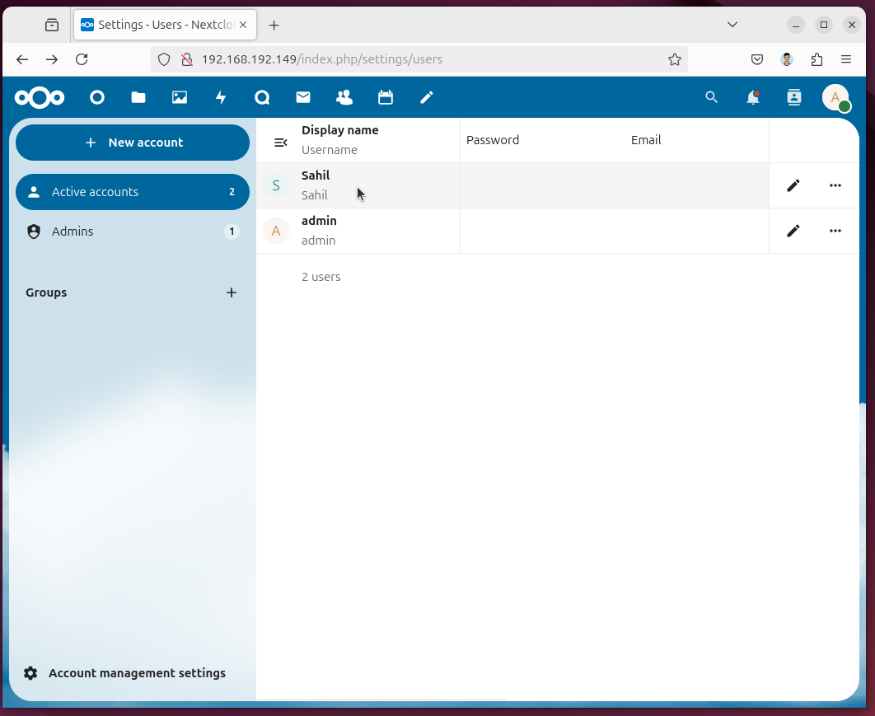 Settings - Users - Nextclo
192.168.192.149/index.php/settings/users
A
New account
Active accounts 2
Admins 1
Groups
Account management settings
Display name
Username
Password
Email
S
Sahil
Sahil
A
admin
admin
2 users